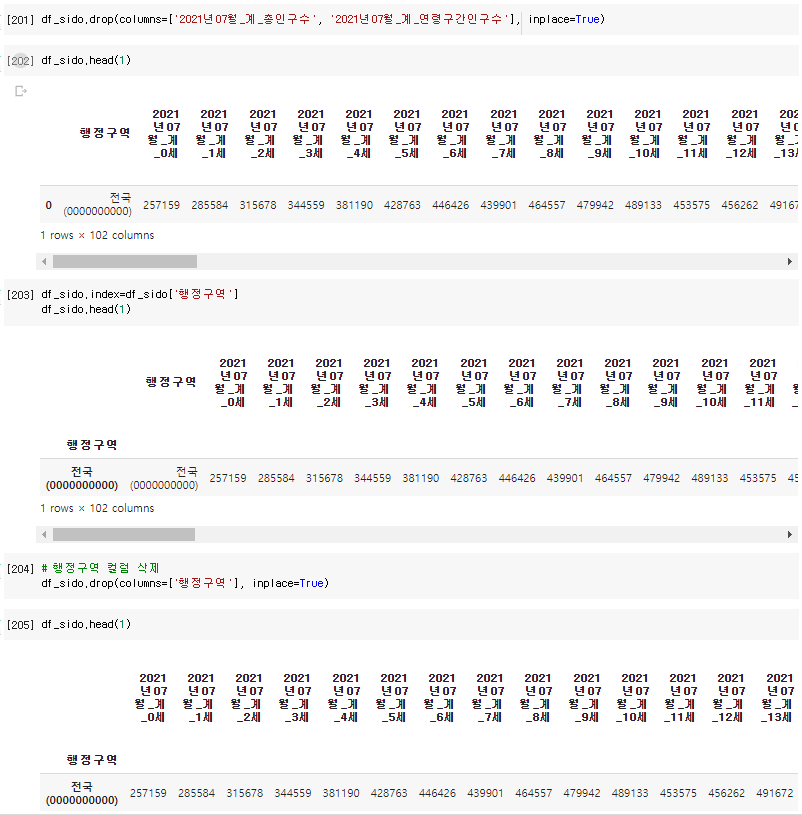 [201] df_sido.drop(columns=['2021년07월_계_총인구수', '2021년07월_계_연령구간인구수'], inplace=True)
[202] df_sido.head(1)
행정구역 2021년07월_계_0세 2021년07월_계_1세 2021년07월_계_2세 2021년07월_계_3세 2021년07월_계_4세 2021년07월_계_5세 2021년07월_계_6세 2021년07월_계_7세 2021년07월_계_8세 2021년07월_계_9세 2021년07월_계_10세 2021년07월_계_11세 2021년07월_계_12세
0 전국(0000000000) 257159 285584 315678 344559 381190 428763 446426 439901 464557 479942 489133 453575 456262 49167
1 rows × 102 columns
[203] df_sido.index=df_sido['행정구역']
df_sido.head(1)
행정구역 2021년07월_계_0세 2021년07월_계_1세 2021년07월_계_2세 2021년07월_계_3세 2021년07월_계_4세 2021년07월_계_5세 2021년07월_계_6세 2021년07월_계_7세 2021년07월_계_8세 2021년07월_계_9세 2021년07월_계_10세 2021년07월_계_11세
행정구역
전국(0000000000) 전국(0000000000) 257159 285584 315678 344559 381190 428763 446426 439901 464557 479942 489133 453575 45
1 rows × 102 columns
[204] # 행정구역 컬럼 삭제
df_sido.drop(columns=['행정구역'], inplace=True)
[205] df_sido.head(1)
2021년07월_계_0세 2021년07월_계_1세 2021년07월_계_2세 2021년07월_계_3세 2021년07월_계_4세 2021년07월_계_5세 2021년07월_계_6세 2021년07월_계_7세 2021년07월_계_8세 2021년07월_계_9세 2021년07월_계_10세 2021년07월_계_11세 2021년07월_계_12세 2021년07월_계_13세
행정구역
전국(0000000000) 257159 285584 315678 344559 381190 428763 446426 439901 464557 479942 489133 453575 456262 491672